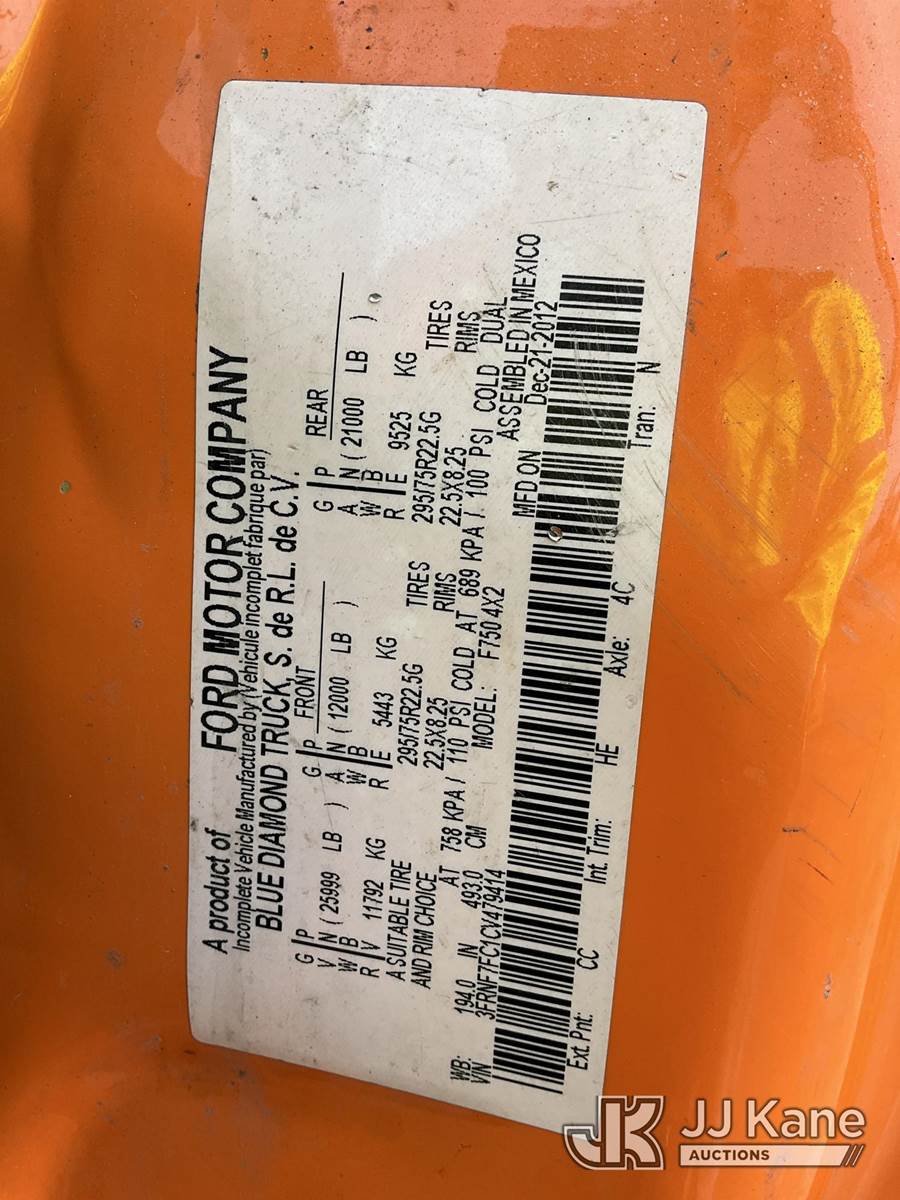 A product of FORD MOTOR COMPANY
Incomplete Vehicle Manufactured by (Vehicule incomplet fabrique par)
BLUE DIAMOND TRUCK, S. de R.L. de C.V.
FRONT REAR
G P G P G P
V N ( 25999 LB ) A N ( 12000 LB ) A N ( 21000 LB )
W B W B W B
R V 11792 KG R E 5443 KG R E 9525 KG
A SUITABLE TIRE 295/75R22.5G TIRES 295/75R22.5G TIRES
AND RIM CHOICE 22.5X8.25 RIMS 22.5X8.25 RIMS
AT 758 KPA / 110 PSI COLD AT 689 KPA / 100 PSI COLD DUAL
WB: 194.0 IN 493.0 CM MODEL: F750 4X2 ASSEMBLED IN MEXICO
VIN 3FRNF7FC1CV479414 MFD ON Dec-21-2012
Ext. Pnt: CC Int. Trim: HE Axle: 4C Tran: N
JK JJ Kane
AUCTIONS